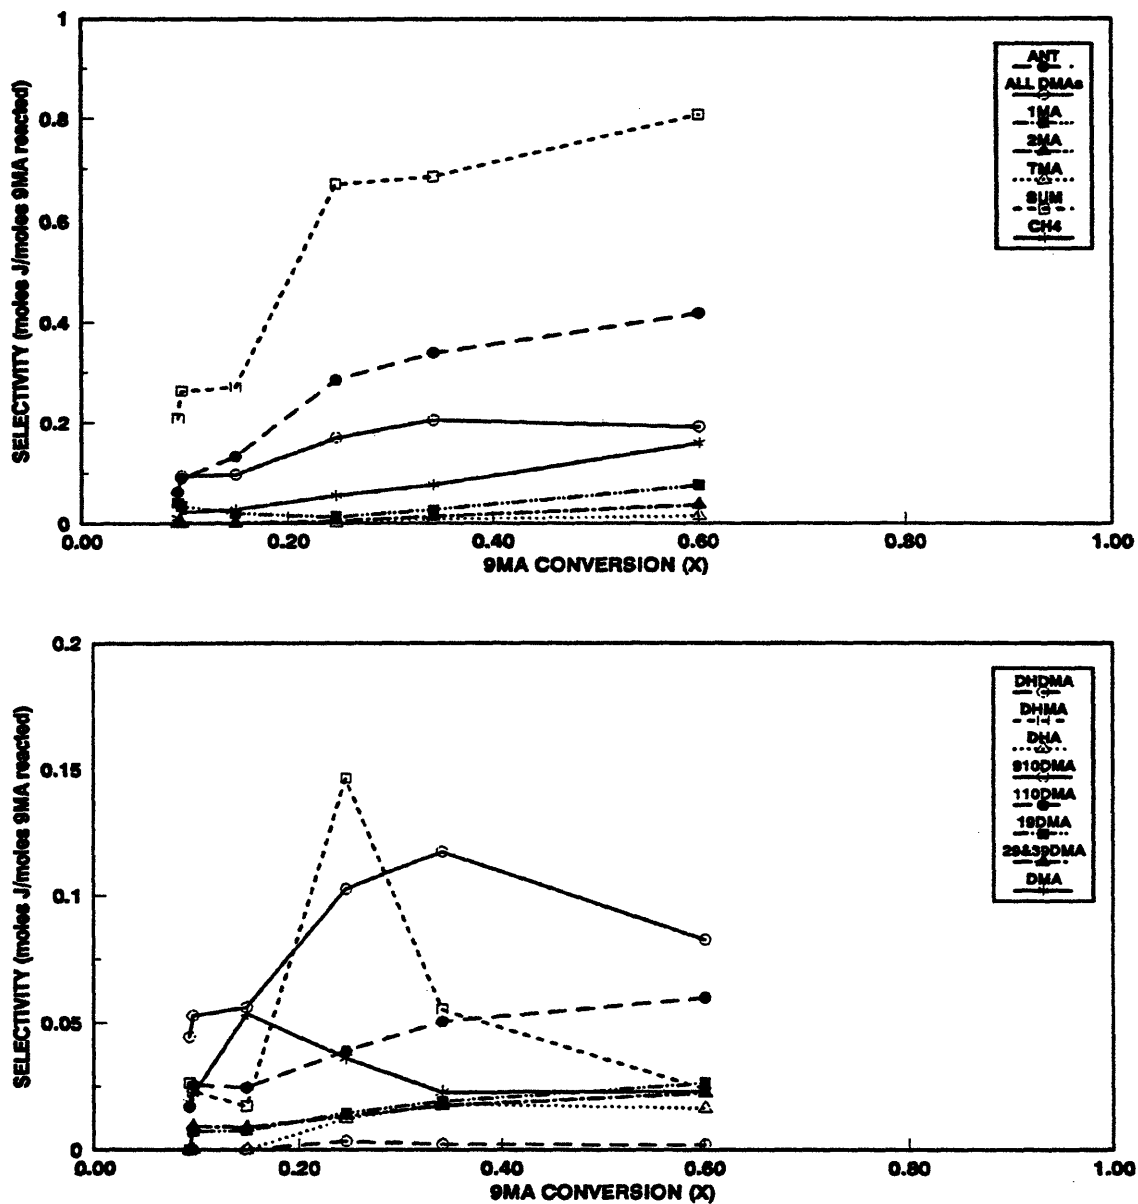 1
0.8
0.6
0.4
0.2
0
SELECTIVITY (moles J/moles 9MA reacted)
ANT
ALL DMAs
1MA
2MA
TMA
SUM
CH4
0.00
0.20
0.40
0.60
0.80
1.00
9MA CONVERSION (X)
0.2
0.15
0.1
0.05
0
SELECTIVITY (moles J/moles 9MA reacted)
DHDMA
DHMA
DHA
910DMA
110DMA
19DMA
29&39DMA
DMA
0.00
0.20
0.40
0.60
0.80
1.00
9MA CONVERSION (X)